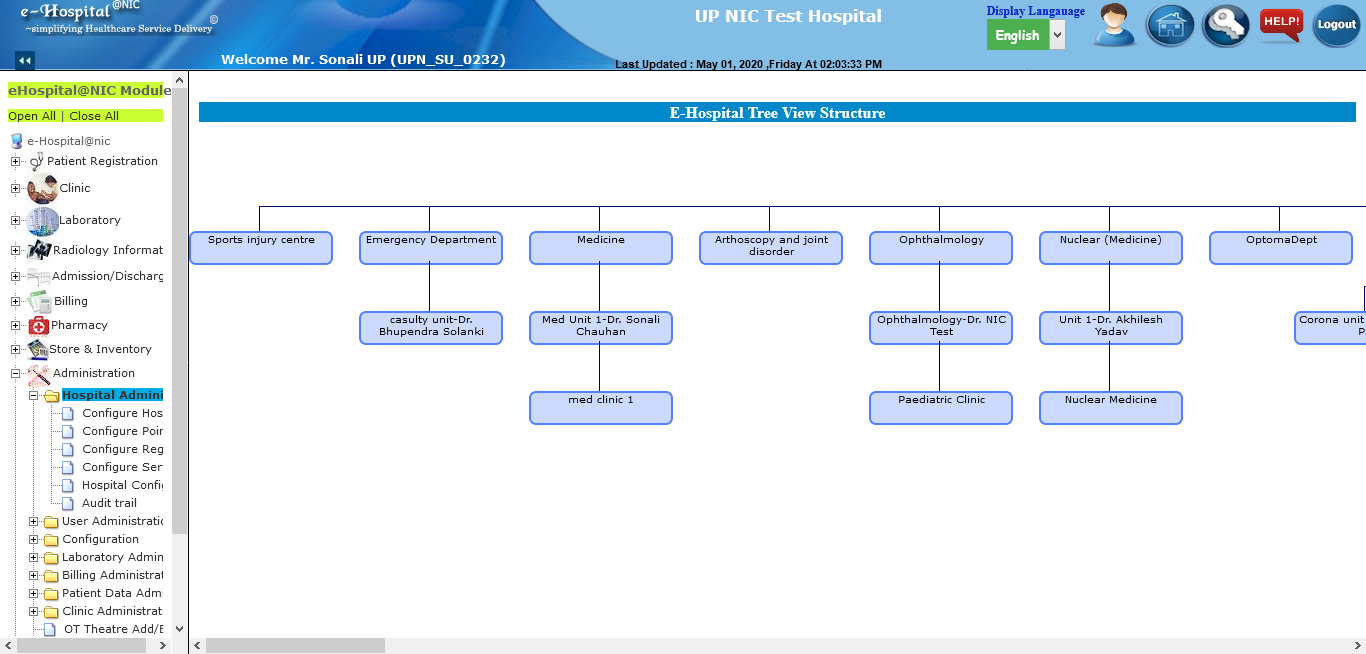 e-Hospital@NIC
©
~simplifying Healthcare Service Delivery
UP NIC Test Hospital
Display Langauage
English
HELP!
Logout
Welcome Mr. Sonali UP (UPN_SU_0232)
Last Updated : May 01, 2020 ,Friday At 02:03:33 PM
eHospital@NIC Module
Open All | Close All
e-Hospital@nic
Patient Registration
Clinic
Laboratory
Radiology Informat
Admission/Discharg
Billing
Pharmacy
Store & Inventory
Administration
Hospital Admini
Configure Hos
Configure Poin
Configure Reg
Configure Ser
Hospital Config
Audit trail
User Administratio
Configuration
Laboratory Admin
Billing Administrat
Patient Data Adm
Clinic Administrat
OT Theatre Add/E
E-Hospital Tree View Structure
Sports injury centre
Emergency Department
Medicine
Arthoscopy and joint
disorder
Ophthalmology
Nuclear (Medicine)
OptomaDept
casulty unit-Dr.
Bhupendra Solanki
Med Unit 1-Dr. Sonali
Chauhan
Ophthalmology-Dr. NIC
Test
Unit 1-Dr. Akhilesh
Yadav
Corona unit
P
med clinic 1
Paediatric Clinic
Nuclear Medicine